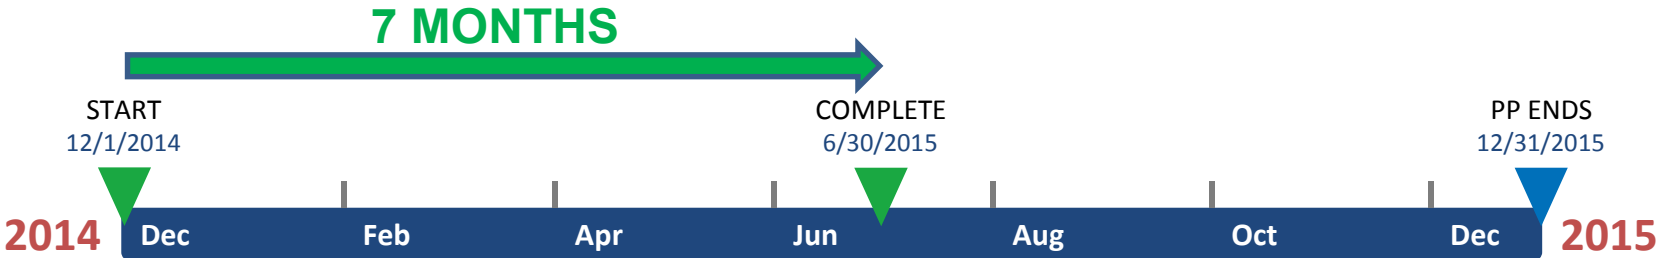 7 MONTHS
START
12/1/2014
COMPLETE
6/30/2015
PP ENDS
12/31/2015
2014 Dec Feb Apr Jun Aug Oct Dec 2015